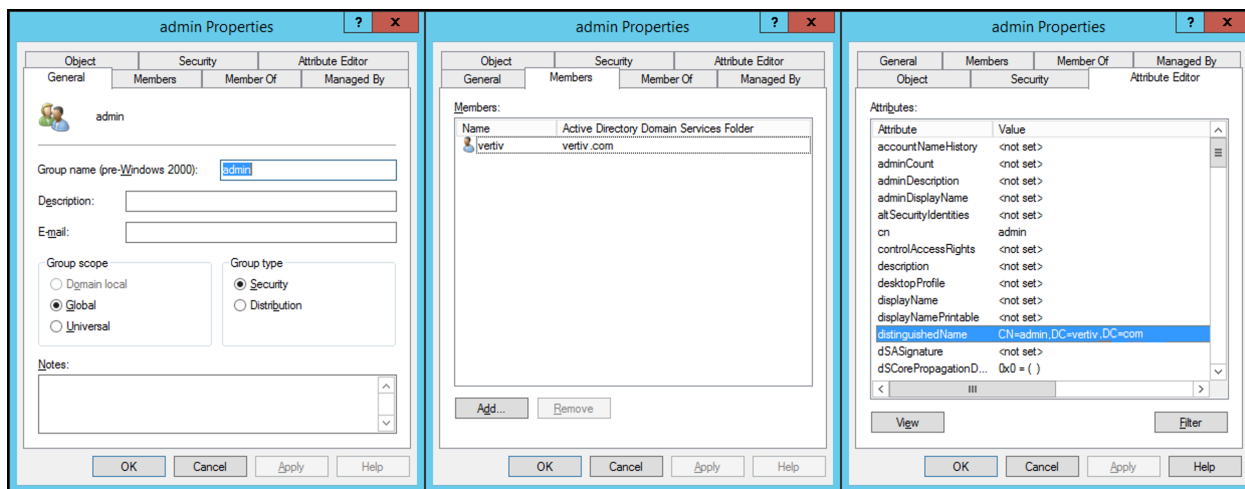 admin Properties
?
x
Object
Security
Attribute Editor
General
Members
Member Of
Managed By
admin
Group name (pre-Windows 2000):
admin
Description:
E-mail:
Group scope
Domain local
Global
Universal
Group type
Security
Distribution
Notes:
OK
Cancel
Apply
Help
admin Properties
?
x
Object
Security
Attribute Editor
General
Members
Member Of
Managed By
Members:
Name Active Directory Domain Services Folder
vertiv vertiv.com
Add...
Remove
OK
Cancel
Apply
Help
admin Properties
?
x
General
Members
Member Of
Managed By
Object
Security
Attribute Editor
Attributes:
Attribute Value
accountNameHistory <not set>
adminCount <not set>
adminDescription <not set>
adminDisplayName <not set>
altSecurityIdentities <not set>
cn admin
controlAccessRights <not set>
description <not set>
desktopProfile <not set>
displayName <not set>
displayNamePrintable <not set>
distinguishedName CN=admin,DC=vertiv,DC=com
dSASignature <not set>
dSCorePropagationD... 0x0 = ( )
View
Filter
OK
Cancel
Apply
Help